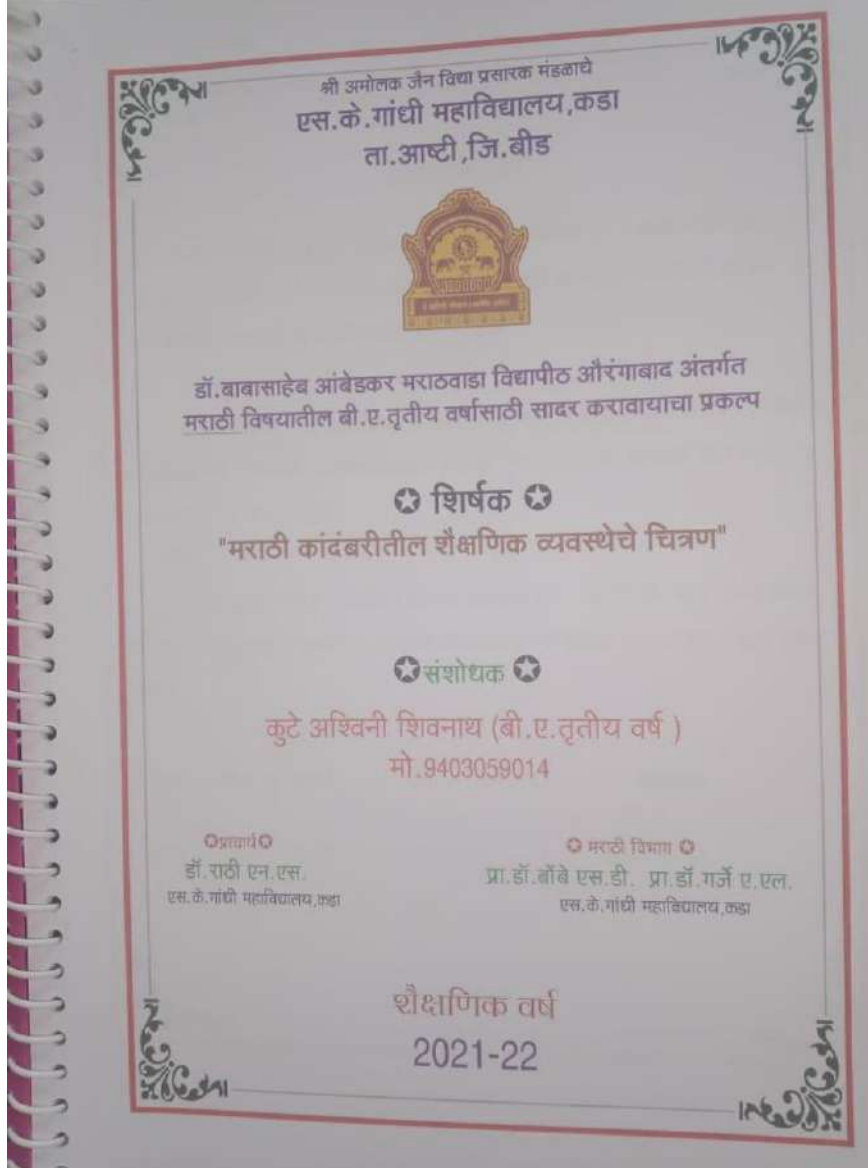 श्री अमोलक जैन विद्या प्रसारक मंडळाचे
एस.के.गांधी महाविद्यालय,कडा
ता.आष्टी,जि.बीड
डॉ.बाबासाहेब आंबेडकर मराठवाडा विद्यापीठ औरंगाबाद अंतर्गत
मराठी विषयातील बी.ए.तृतीय वर्षासाठी सादर करावायाचा प्रकल्प
✪ शिर्षक ✪
"मराठी कांदंबरीतील शैक्षणिक व्यवस्थेचे चित्रण"
✪संशोधक ✪
कुटे अश्विनी शिवनाथ (बी.ए.तृतीय वर्ष )
मो.9403059014
✪प्राचार्य✪
डॉ.राठी एन.एस.
एस.के.गांधी महाविद्यालय,कडा
✪ मराठी विभाग ✪
प्रा.डॉ.बोंबे एस.डी. प्रा.डॉ.गर्जे ए.एल.
एस.के.गांधी महाविद्यालय,कडा
शैक्षणिक वर्ष
2021-22